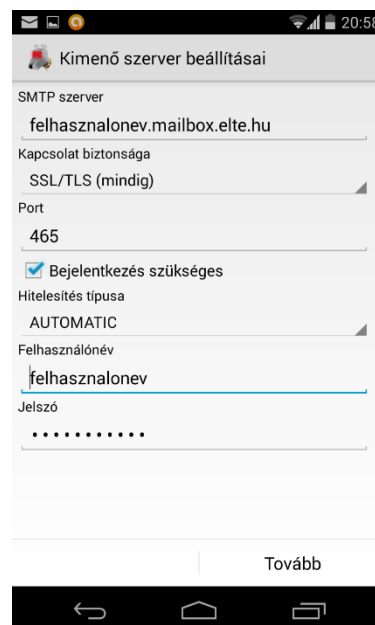 20:58
Kimenő szerver beállításai
SMTP szerver
felhasznalonev.mailbox.elte.hu
Kapcsolat biztonsága
SSL/TLS (mindig)
Port
465
Bejelentkezés szükséges
Hitelesítés típusa
AUTOMATIC
Felhasználónév
felhasznalonev
Jelszó
•••••••••••
Tovább